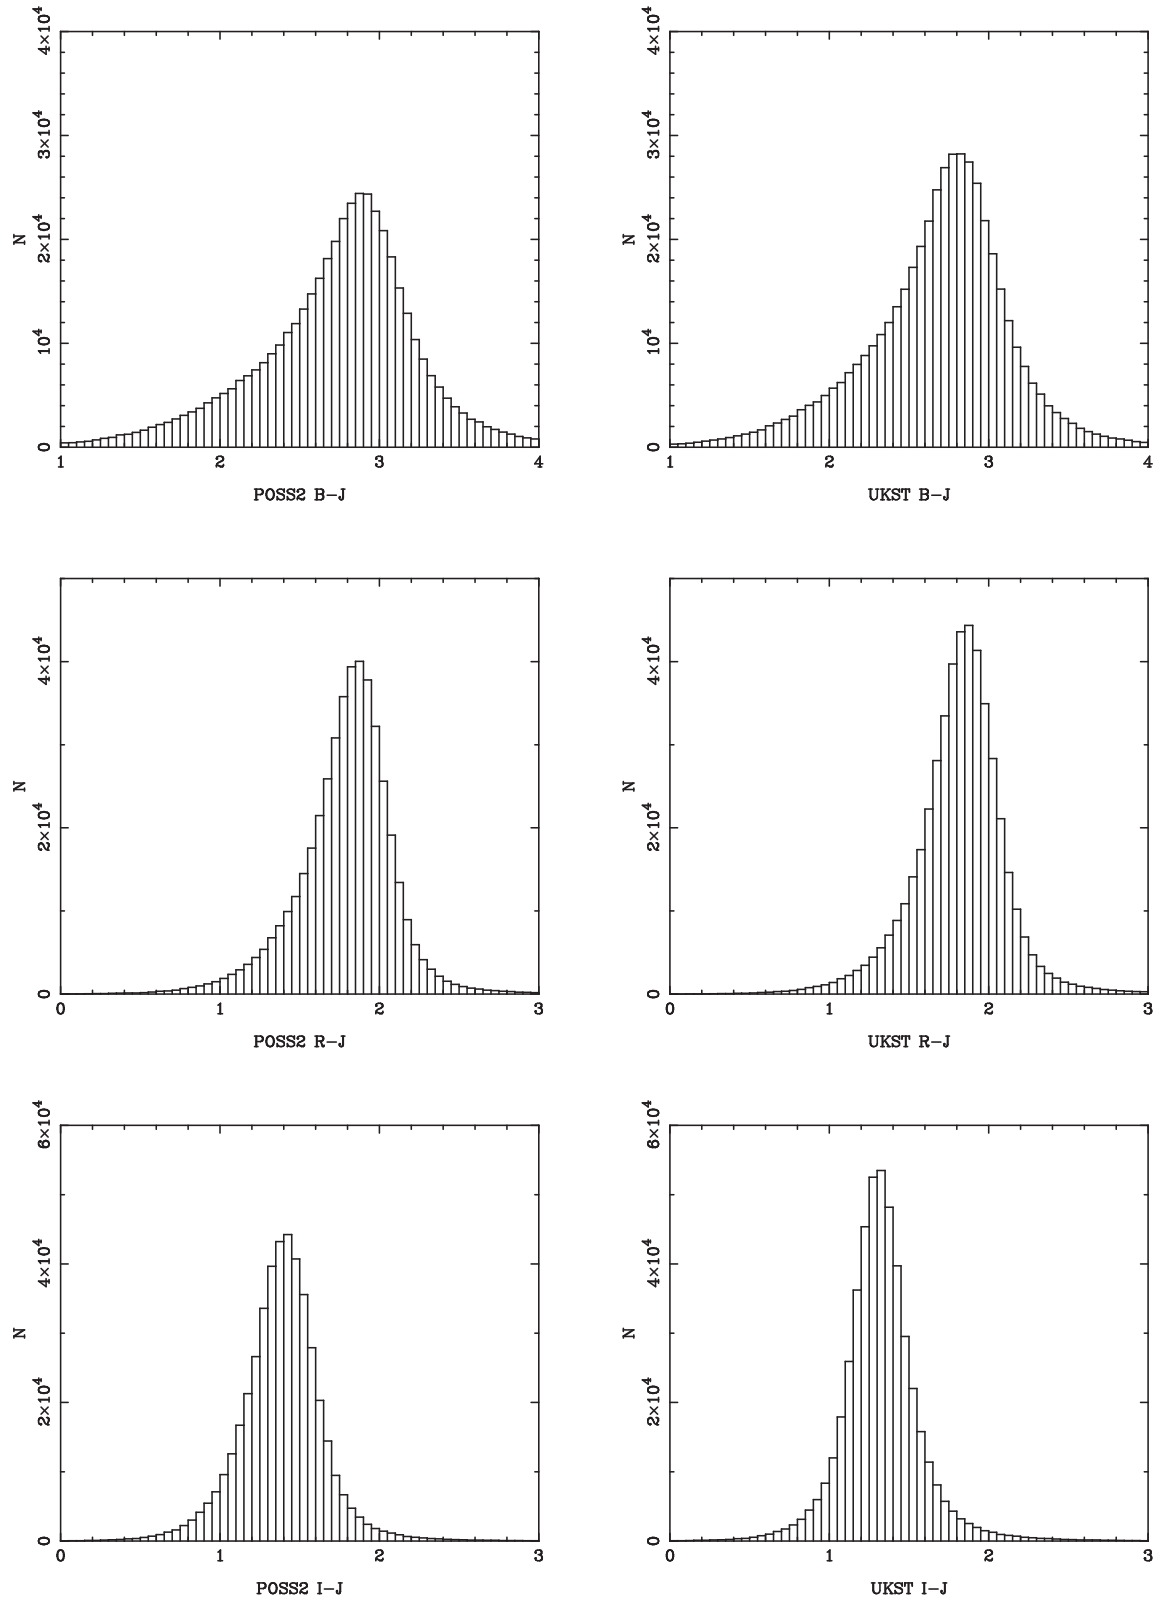 4×10⁴
3×10⁴
2×10⁴
10⁴
0
N
1 2 3 4
POSS2 B−J
4×10⁴
3×10⁴
2×10⁴
10⁴
0
N
1 2 3 4
UKST B−J
4×10⁴
2×10⁴
0
N
0 1 2 3
POSS2 R−J
4×10⁴
2×10⁴
0
N
0 1 2 3
UKST R−J
6×10⁴
4×10⁴
2×10⁴
0
N
0 1 2 3
POSS2 I−J
6×10⁴
4×10⁴
2×10⁴
0
N
0 1 2 3
UKST I−J